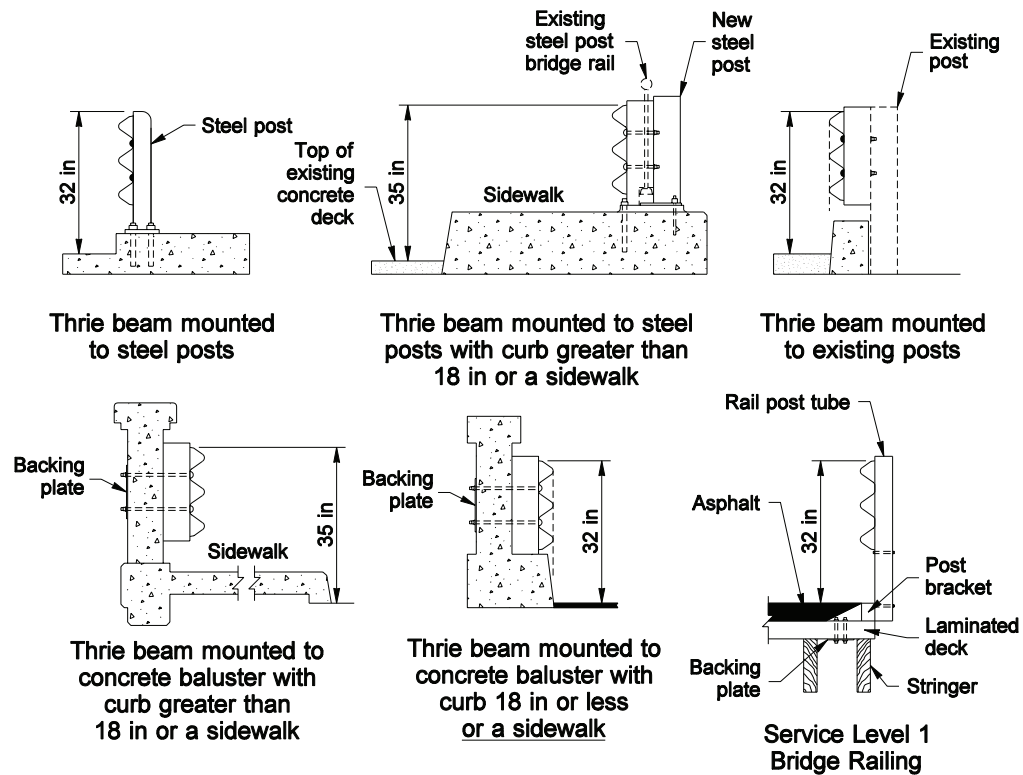 Steel post
32 in
Thrie beam mounted
to steel posts
Existing
steel post
bridge rail
New
steel
post
Top of
existing
concrete
deck
35 in
Sidewalk
Thrie beam mounted to steel
posts with curb greater than
18 in or a sidewalk
Existing
post
32 in
Thrie beam mounted
to existing posts
Backing
plate
Sidewalk
35 in
Thrie beam mounted to
concrete baluster with
curb greater than
18 in or a sidewalk
Backing
plate
32 in
Thrie beam mounted to
concrete baluster with
curb 18 in or less
or a sidewalk
Rail post tube
Asphalt
32 in
Post
bracket
Laminated
deck
Backing
plate
Stringer
Service Level 1
Bridge Railing